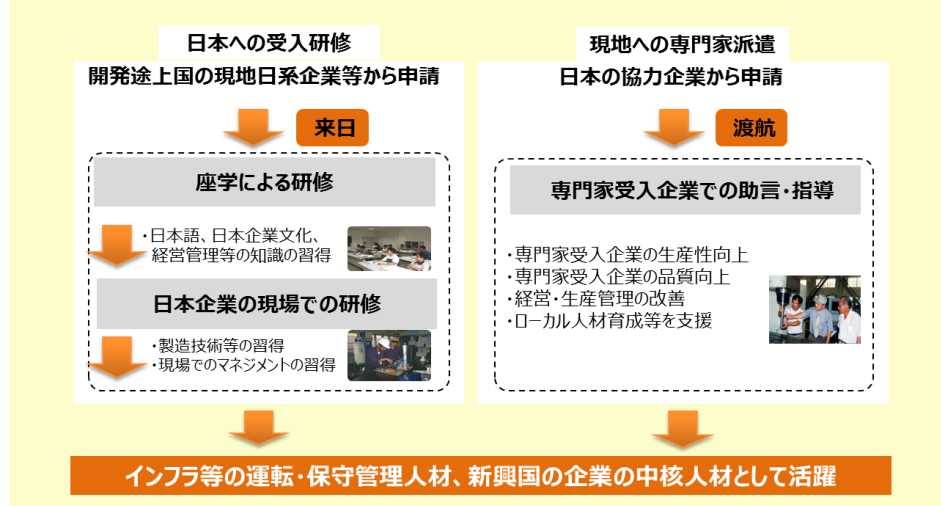 日本への受入研修
開発途上国の現地日系企業等から申請
来日
座学による研修
・日本語、日本企業文化、
経営管理等の知識の習得
日本企業の現場での研修
・製造技術等の習得
・現場でのマネジメントの習得
現地への専門家派遣
日本の協力企業から申請
渡航
専門家受入企業での助言・指導
・専門家受入企業の生産性向上
・専門家受入企業の品質向上
・経営・生産管理の改善
・ローカル人材育成等を支援
インフラ等の運転・保守管理人材、新興国の企業の中核人材として活躍